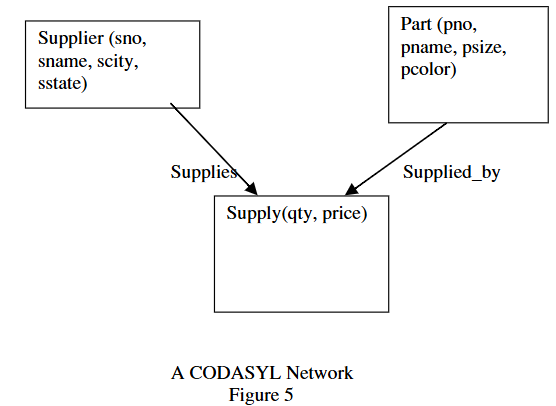 Supplier (sno,
sname, scity,
sstate)
Part (pno,
pname, psize,
pcolor)
Supplies
Supplied_by
Supply(qty, price)
A CODASYL Network
Figure 5